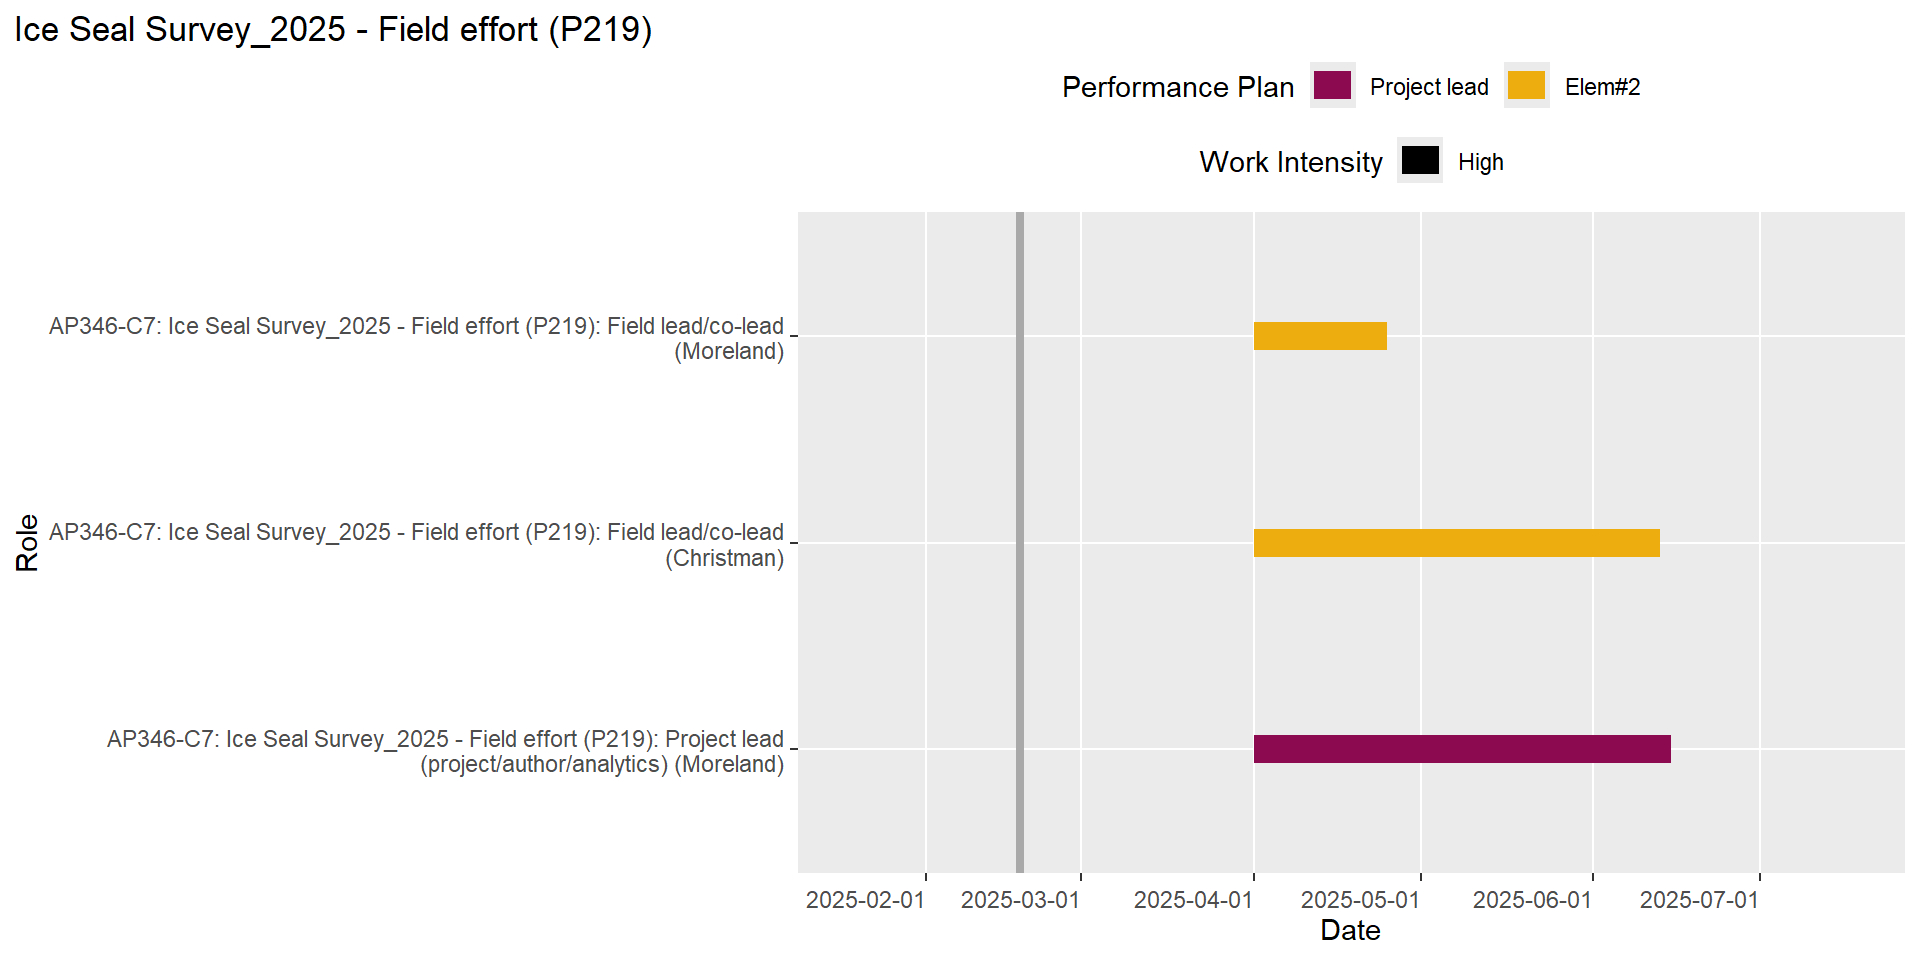 Ice Seal Survey_2025 - Field effort (P219)
Performance Plan Project lead Elem#2
Work Intensity High
AP346-C7: Ice Seal Survey_2025 - Field effort (P219): Field lead/co-lead
(Moreland)
AP346-C7: Ice Seal Survey_2025 - Field effort (P219): Field lead/co-lead
(Christman)
AP346-C7: Ice Seal Survey_2025 - Field effort (P219): Project lead
(project/author/analytics) (Moreland)
Role
2025-02-01 2025-03-01 2025-04-01 2025-05-01 2025-06-01 2025-07-01
Date